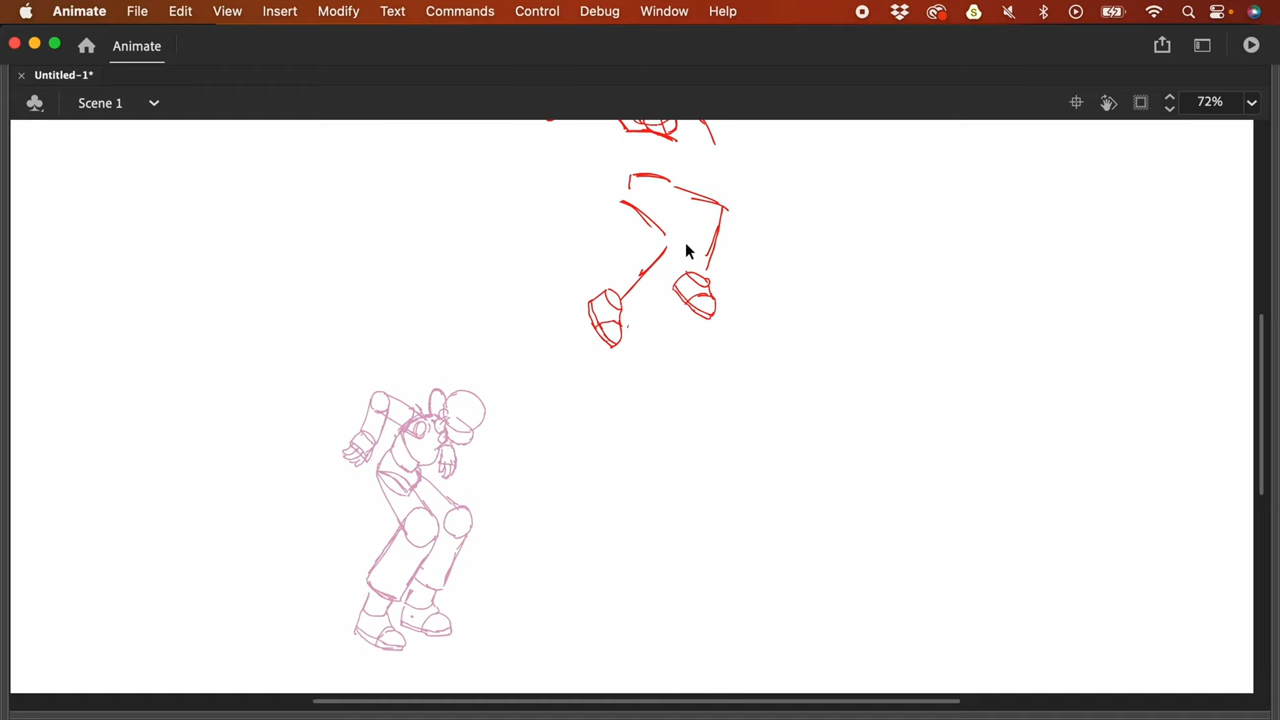 Animate File Edit View Insert Modify Text Commands Control Debug Window Help
Animate
Untitled-1*
Scene 1 72%